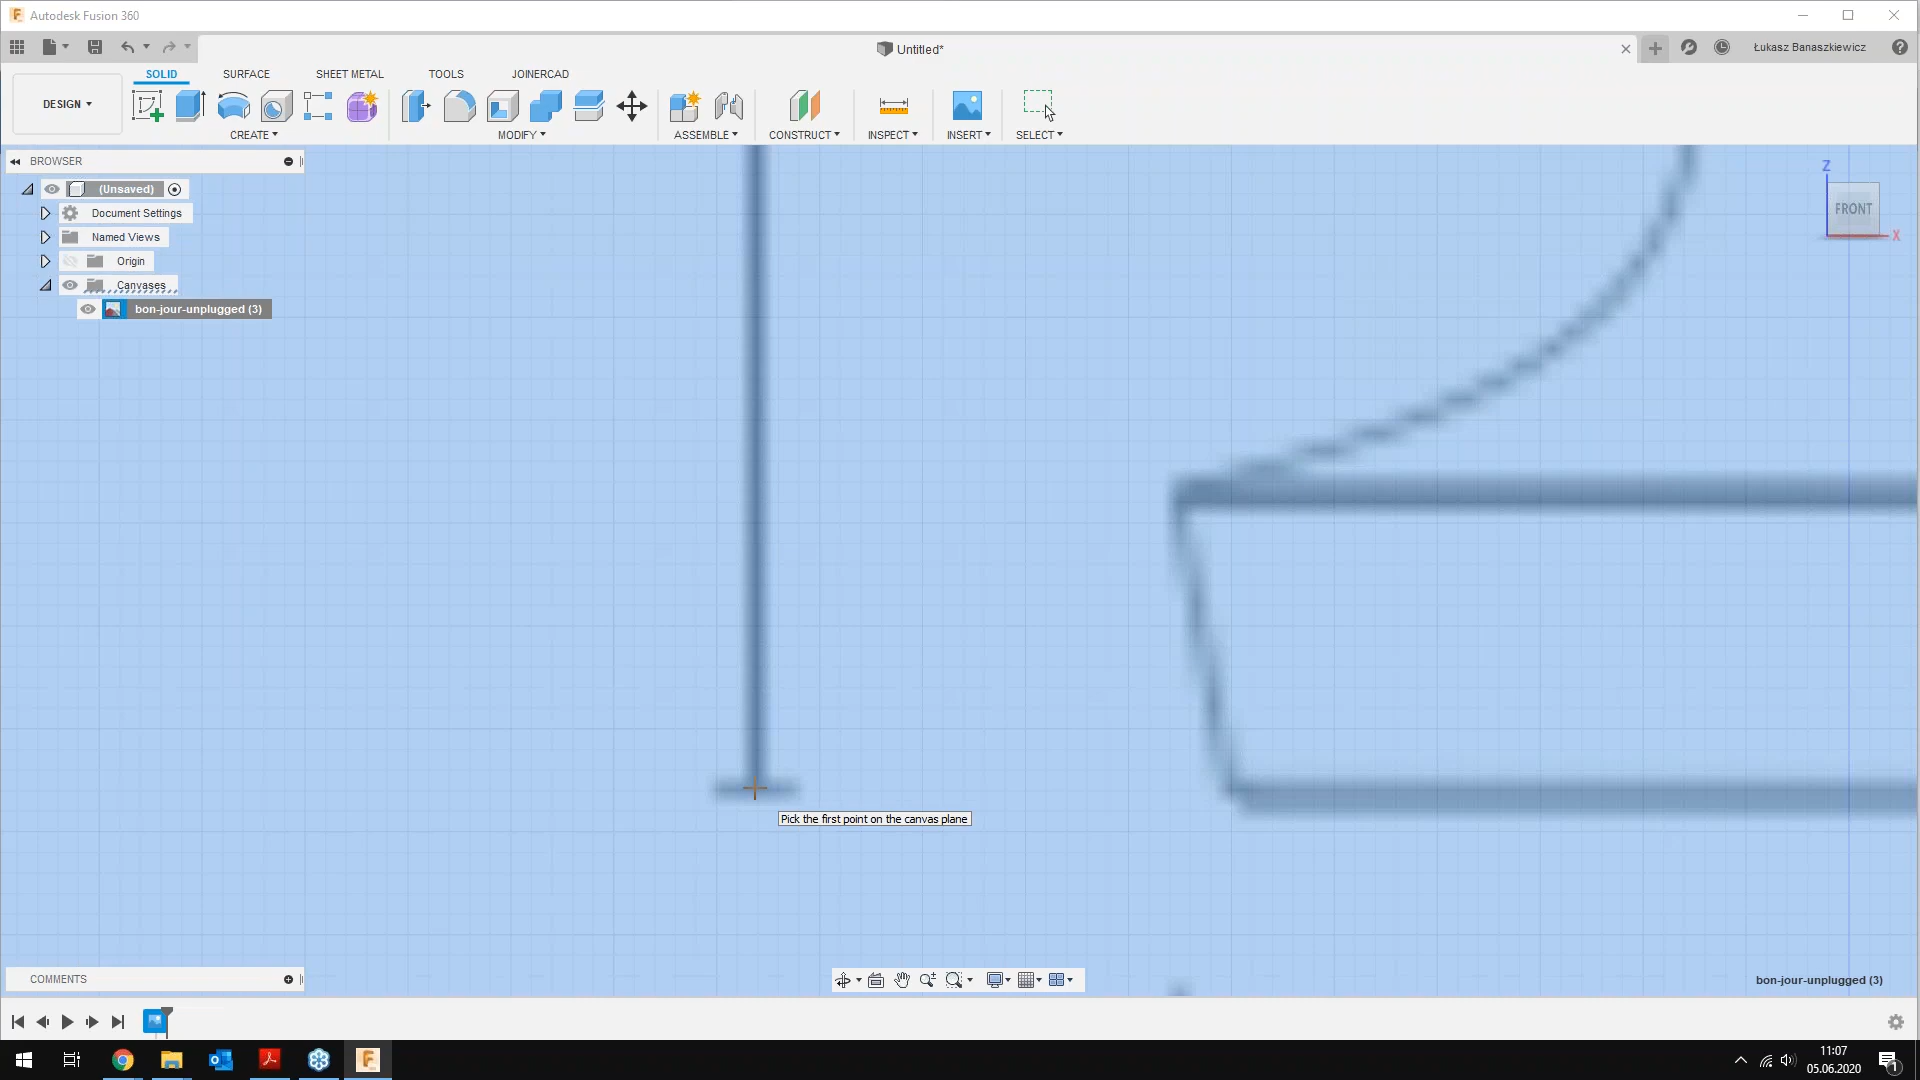 Autodesk Fusion 360
Untitled*
Łukasz Banaszkiewicz
DESIGN
SOLID
SURFACE
SHEET METAL
TOOLS
JOINERCAD
CREATE
MODIFY
ASSEMBLE
CONSTRUCT
INSPECT
INSERT
SELECT
BROWSER
(Unsaved)
Document Settings
Named Views
Origin
Canvases
bon-jour-unplugged (3)
Z
FRONT
X
Pick the first point on the canvas plane
COMMENTS
bon-jour-unplugged (3)
11:07
05.06.2020
1